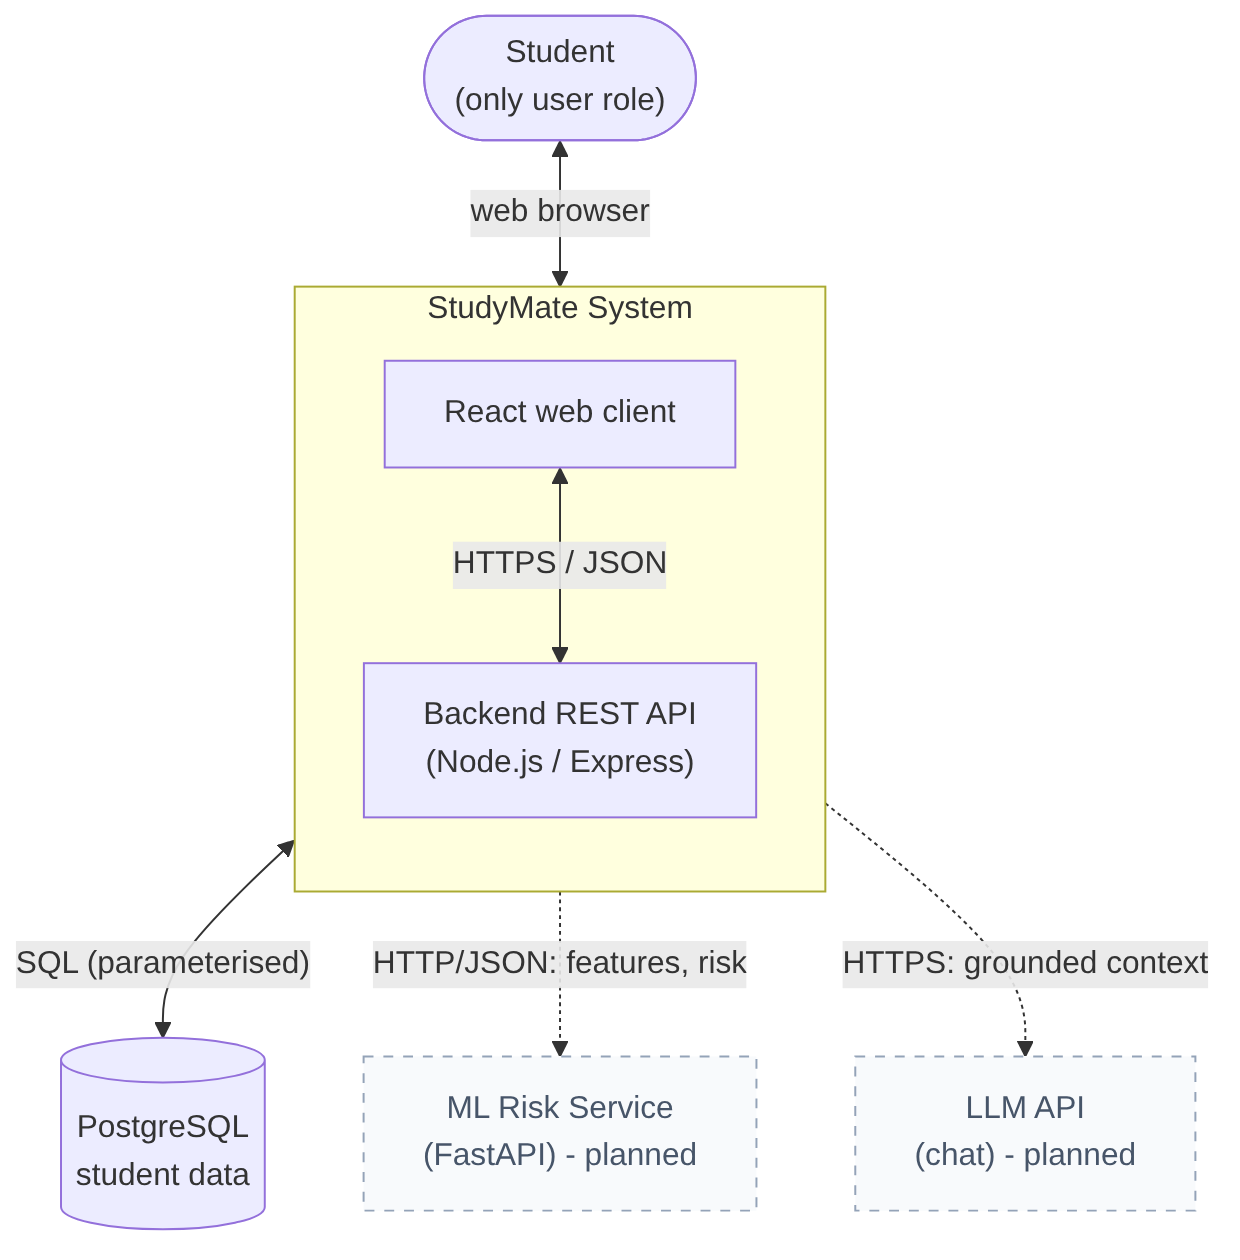 Student
(only user role)
web browser
StudyMate System
React web client
HTTPS / JSON
Backend REST API
(Node.js / Express)
SQL (parameterised)
HTTP/JSON: features, risk
HTTPS: grounded context
PostgreSQL
student data
ML Risk Service
(FastAPI) - planned
LLM API
(chat) - planned